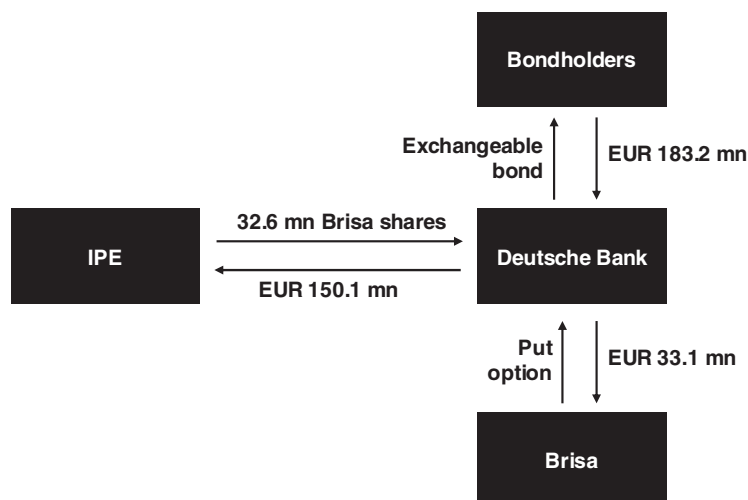 Bondholders
Exchangeable
bond
EUR 183.2 mn
32.6 mn Brisa shares
IPE
Deutsche Bank
EUR 150.1 mn
Put
option
EUR 33.1 mn
Brisa